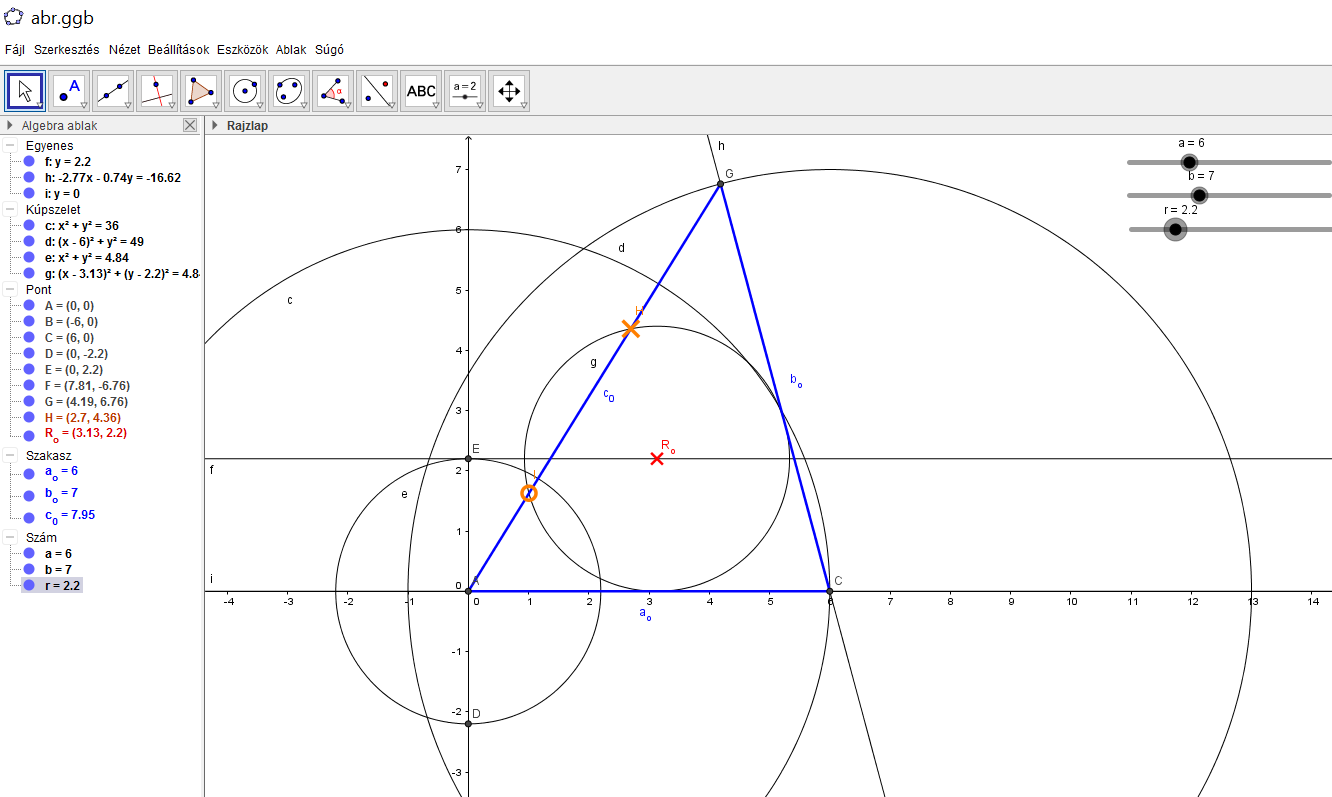 abr.ggb
Fájl Szerkesztés Nézet Beállítások Eszközök Ablak Súgó
A
α
ABC
a = 2
Algebra ablak
Rajzlap
Egyenes
f: y = 2.2
h: -2.77x - 0.74y = -16.62
i: y = 0
Kúpszelet
c: x² + y² = 36
d: (x - 6)² + y² = 49
e: x² + y² = 4.84
g: (x - 3.13)² + (y - 2.2)² = 4.8
Pont
A = (0, 0)
B = (-6, 0)
C = (6, 0)
D = (0, -2.2)
E = (0, 2.2)
F = (7.81, -6.76)
G = (4.19, 6.76)
H = (2.7, 4.36)
Rₒ = (3.13, 2.2)
Szakasz
aₒ = 6
bₒ = 7
c₀ = 7.95
Szám
a = 6
b = 7
r = 2.2
h
a = 6
7
G
b = 7
r = 2.2
6
d
5
c
H
4
g
bₒ
c₀
3
E
Rₒ
f
2
I
e
1
i
0
A
C
-4 -3 -2 -1 0 1 2 3 4 5 6 7 8 9 10 11 12 13 14
aₒ
-1
-2
D
-3